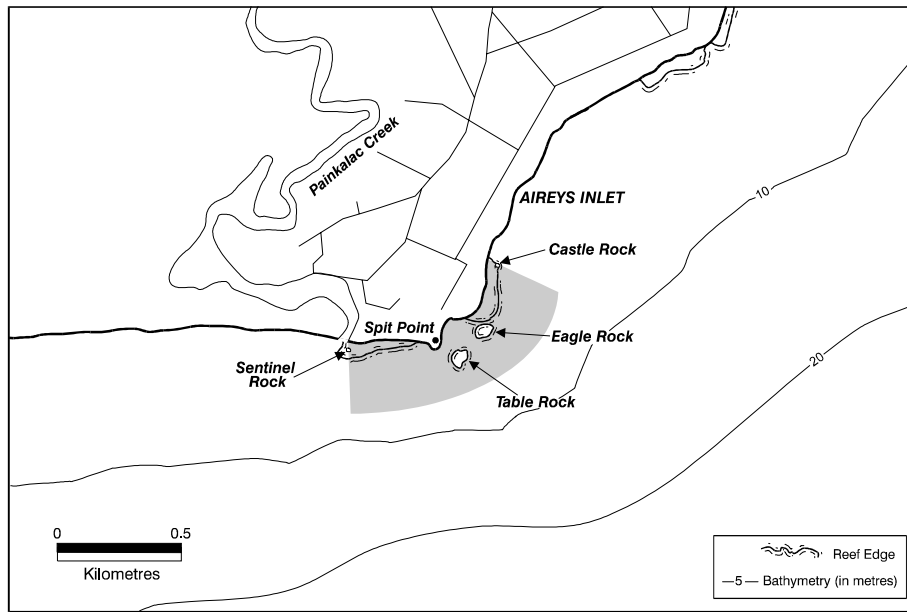 Painkalac Creek
AIREYS INLET
10
Castle Rock
Spit Point
Eagle Rock
Sentinel
Rock
20
Table Rock
0 0.5
Kilometres
Reef Edge
—5— Bathymetry (in metres)